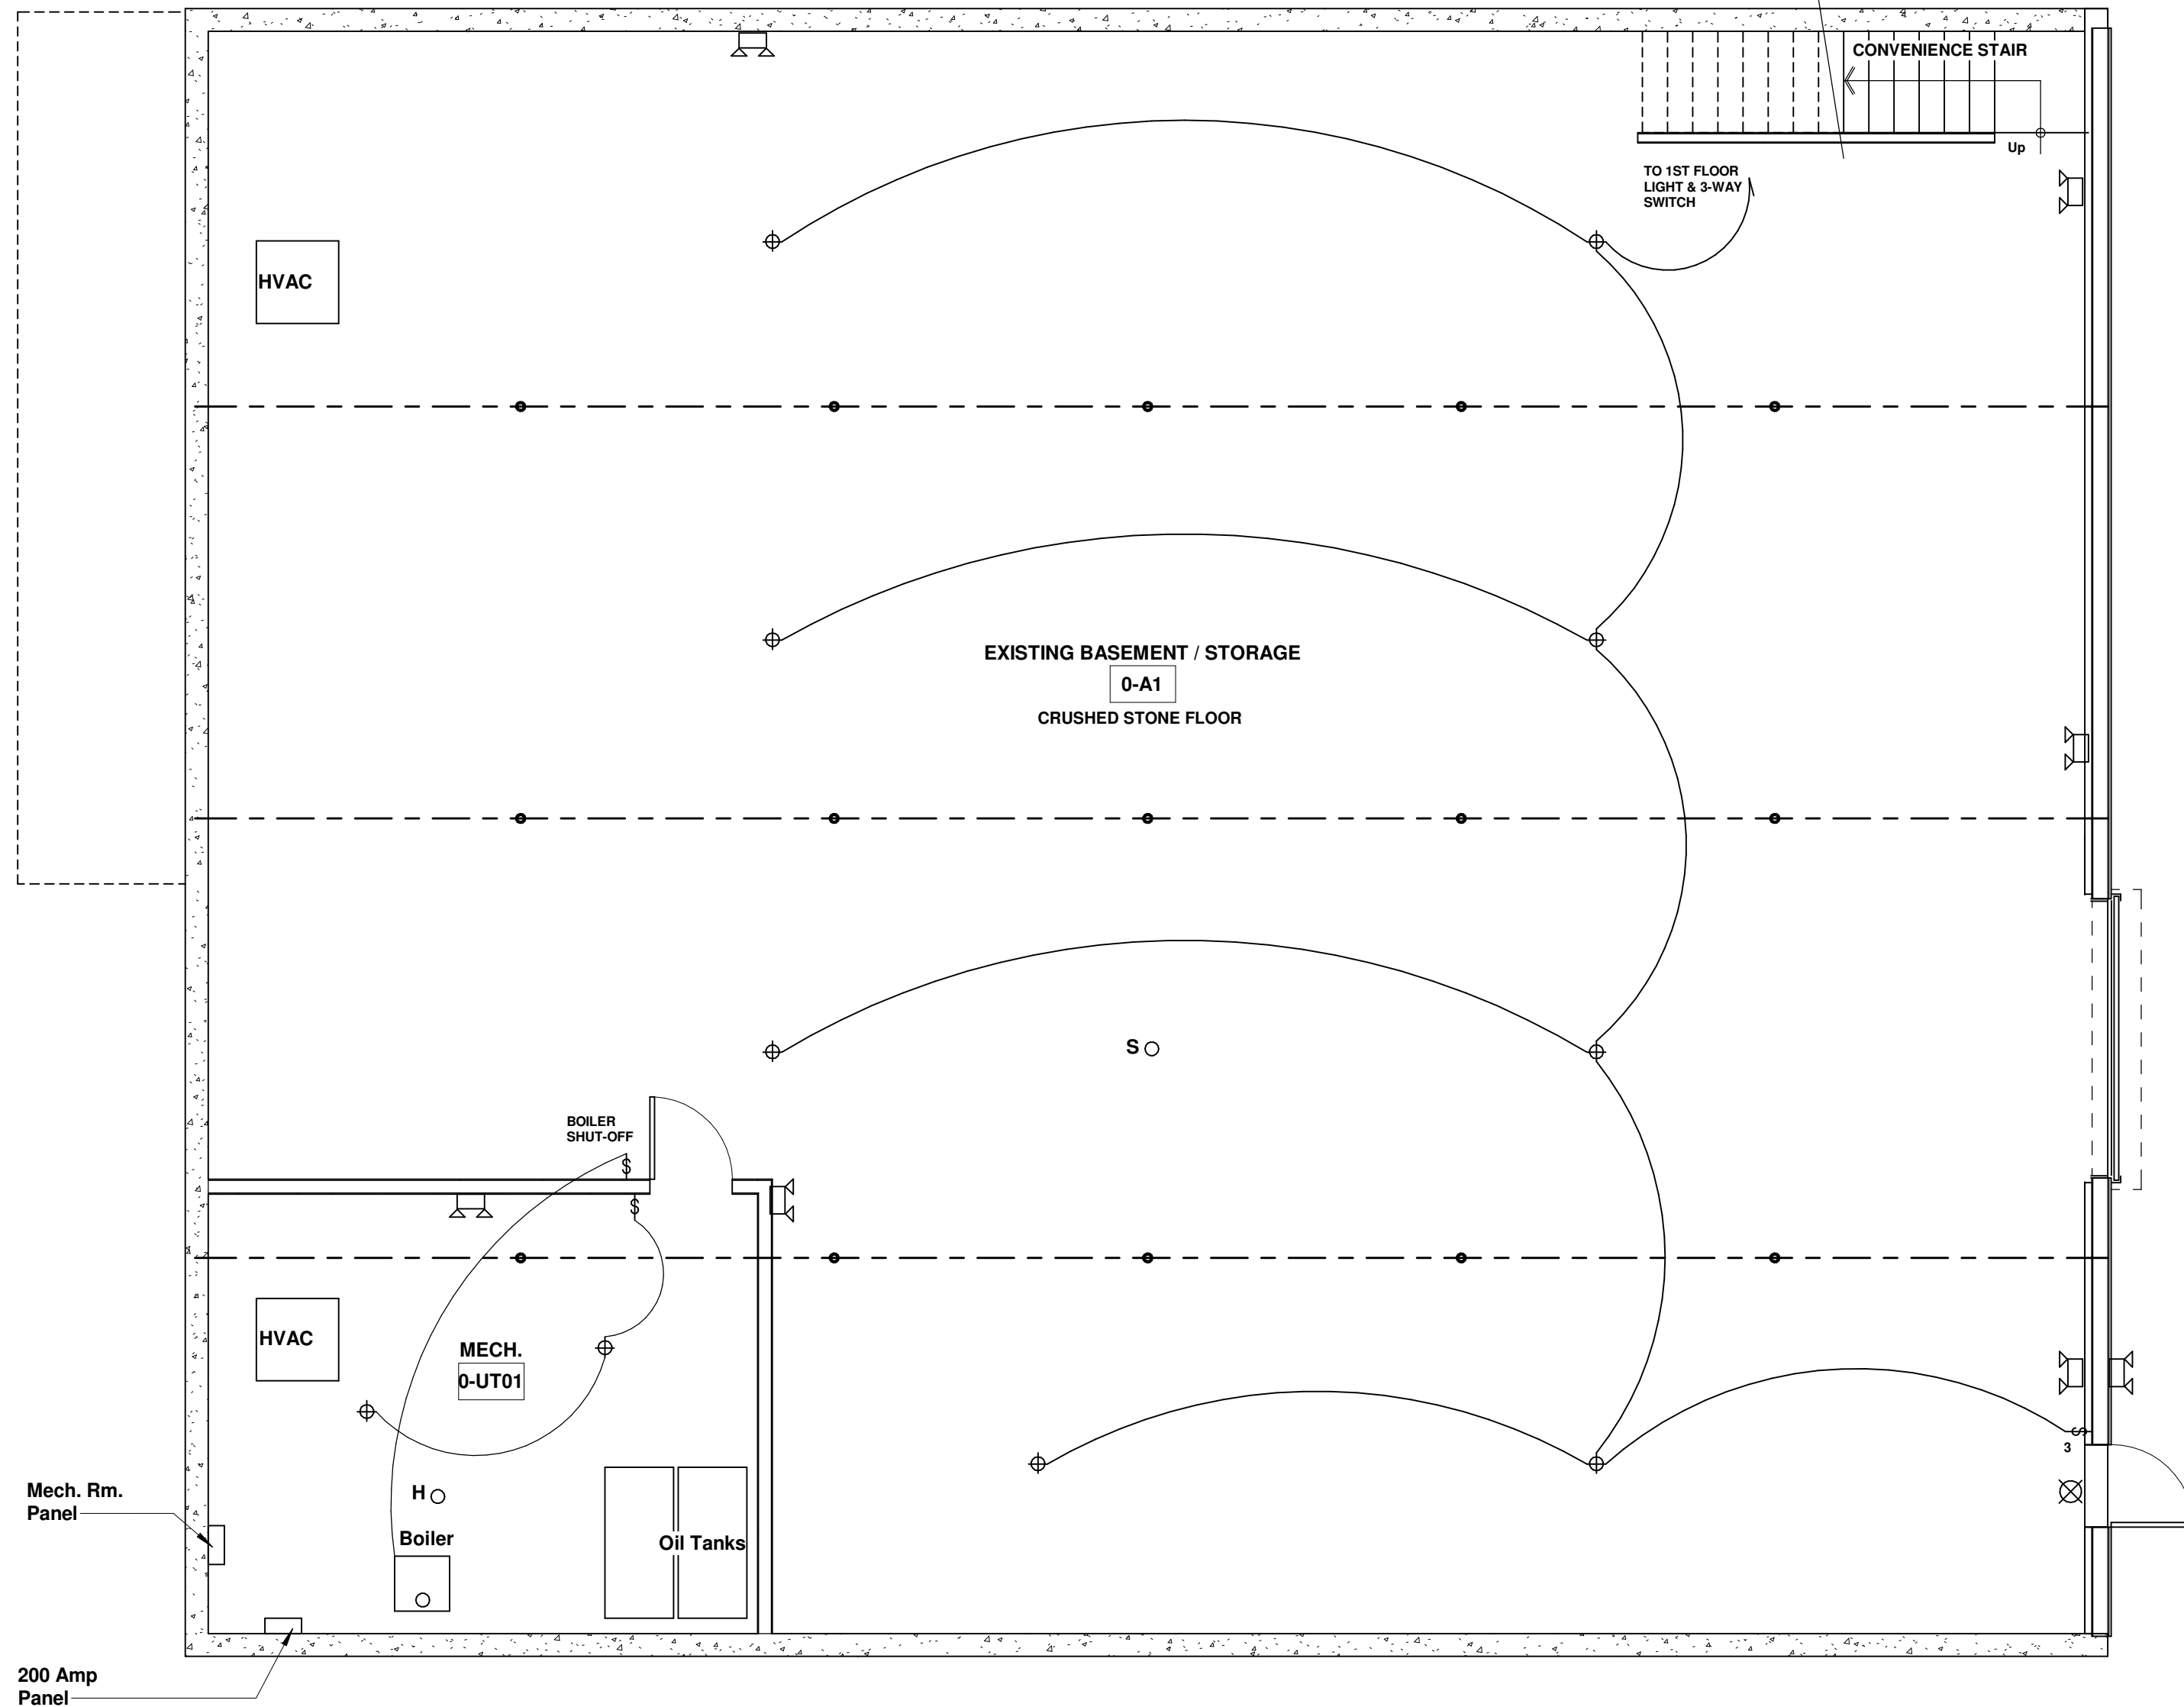 CONVENIENCE STAIR
Up
TO 1ST FLOOR
LIGHT & 3-WAY
SWITCH
HVAC
EXISTING BASEMENT / STORAGE
0-A1
CRUSHED STONE FLOOR
S
BOILER
SHUT-OFF
$
$
HVAC
MECH.
0-UT01
$
3
H
Mech. Rm.
Panel
Boiler
Oil Tanks
200 Amp
Panel